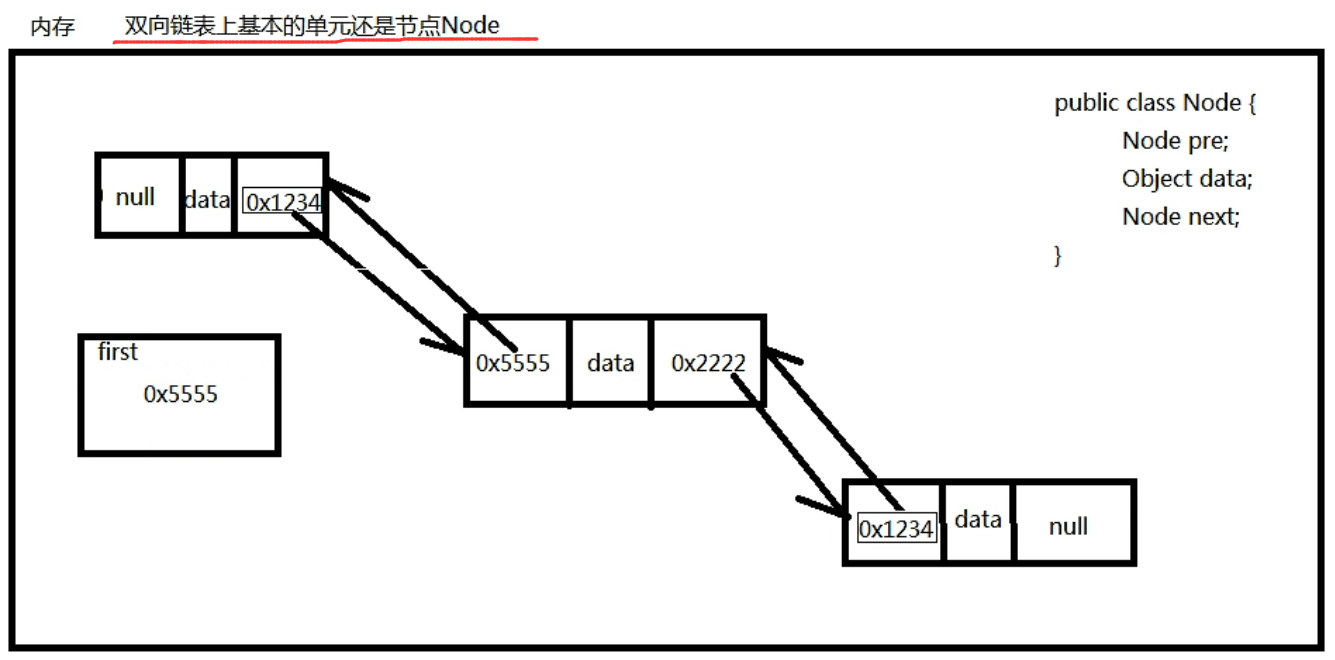 内存 双向链表上基本的单元还是节点Node
public class Node {
Node pre;
Object data;
Node next;
}
null data 0x1234
first
0x5555
0x5555 data 0x2222
0x1234 data null